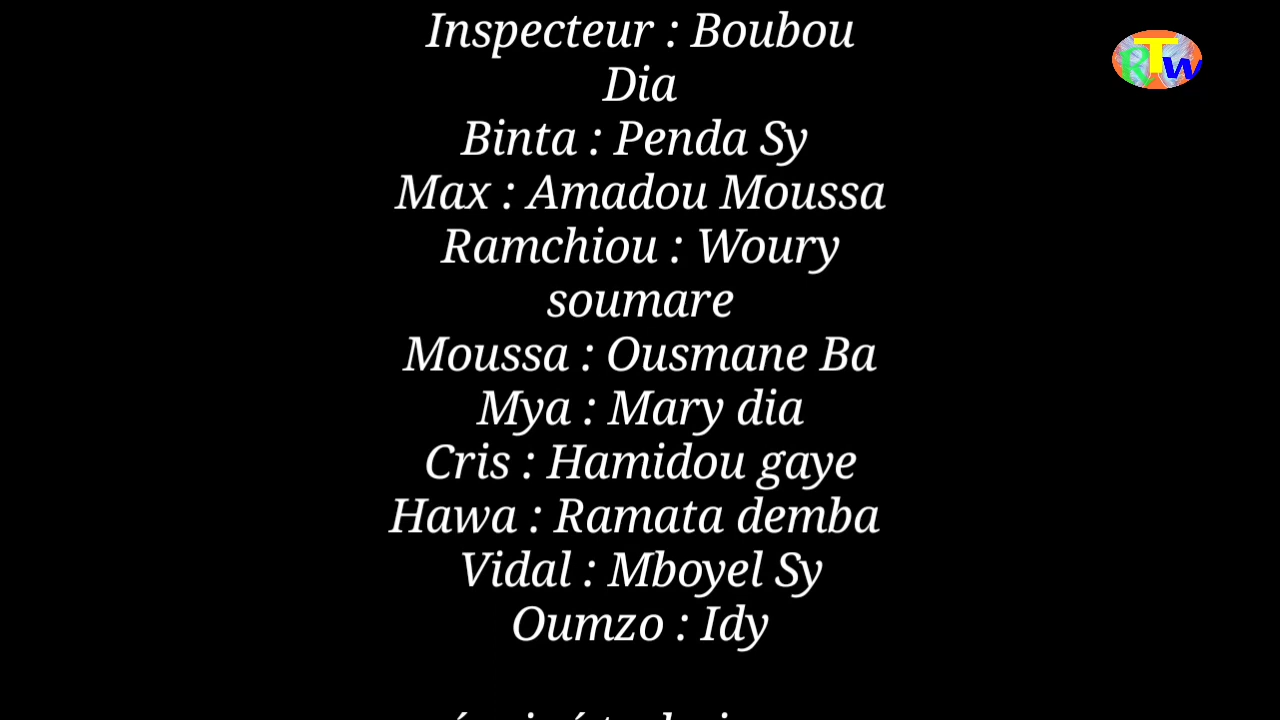 Inspecteur : Boubou
Dia
Binta : Penda Sy
Max : Amadou Moussa
Ramchiou : Woury
soumare
Moussa : Ousmane Ba
Mya : Mary dia
Cris : Hamidou gaye
Hawa : Ramata demba
Vidal : Mboyel Sy
Oumzo : Idy
RTW